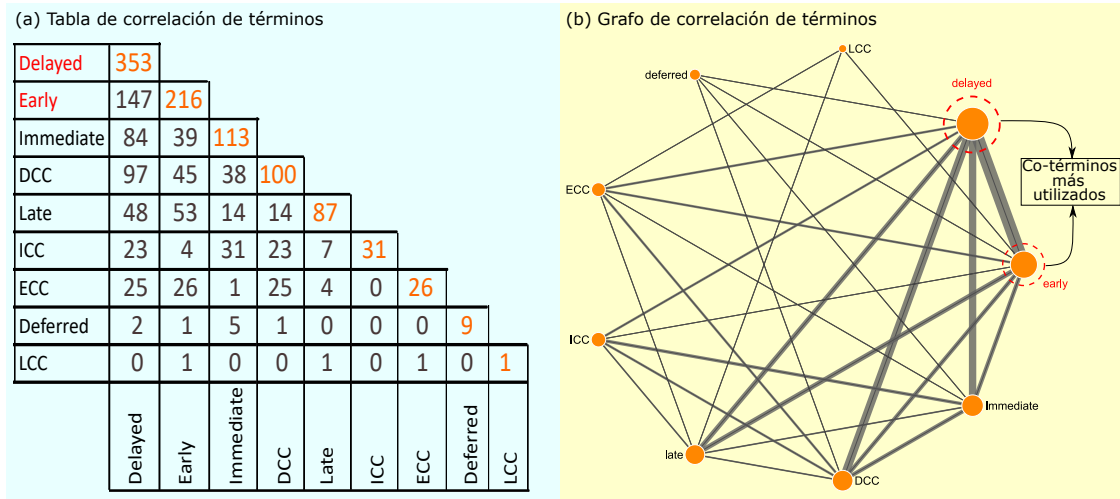 (a) Tabla de correlación de términos
Delayed 353
Early 147 216
Immediate 84 39 113
DCC 97 45 38 100
Late 48 53 14 14 87
ICC 23 4 31 23 7 31
ECC 25 26 1 25 4 0 26
Deferred 2 1 5 1 0 0 0 9
LCC 0 1 0 0 1 0 1 0 1
Delayed
Early
Immediate
DCC
Late
ICC
ECC
Deferred
LCC
(b) Grafo de correlación de términos
LCC
deferred
delayed
ECC
Co-términos
más
utilizados
early
ICC
Immediate
late
DCC